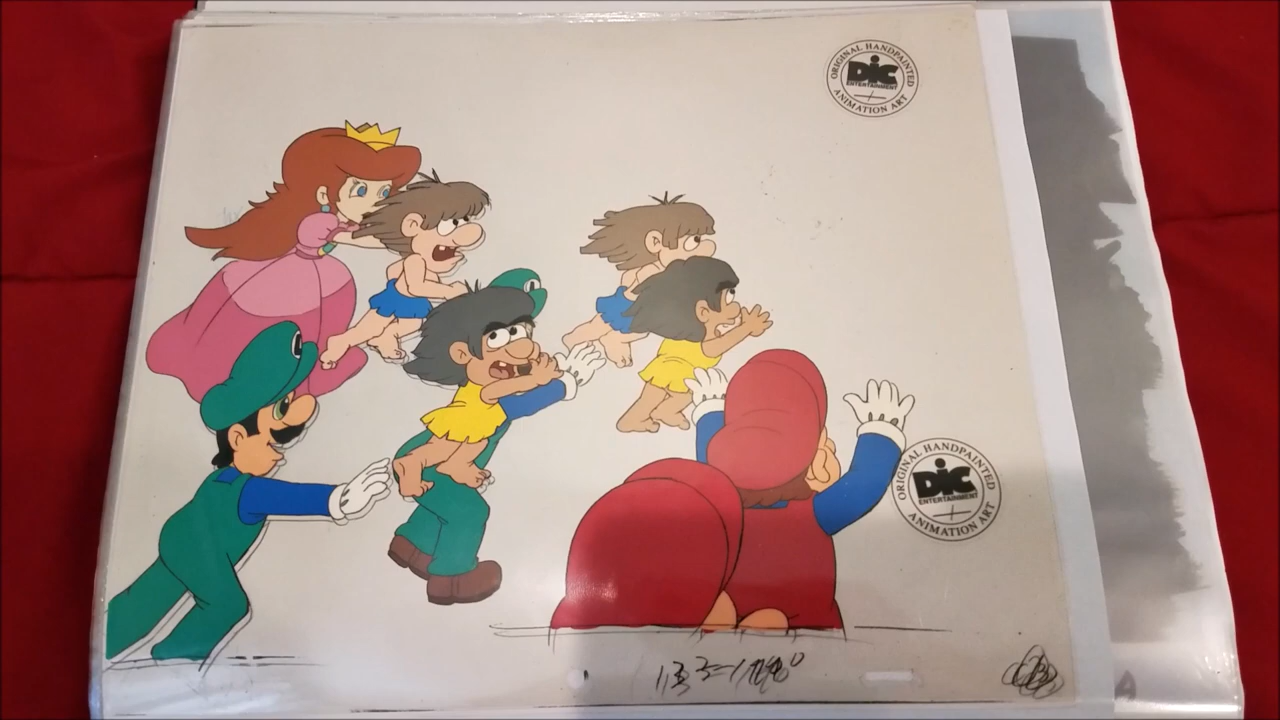 ORIGINAL HANDPAINTED
DIC
ENTERTAINMENT
ANIMATION ART
L
L
ORIGINAL HANDPAINTED
DIC
ENTERTAINMENT
ANIMATION ART
A